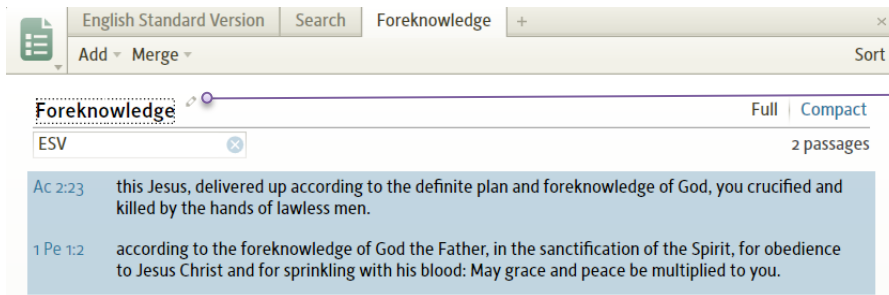 English Standard Version Search Foreknowledge + ×
Add Merge Sort
Foreknowledge Full Compact
ESV 2 passages
Ac 2:23 this Jesus, delivered up according to the definite plan and foreknowledge of God, you crucified and
killed by the hands of lawless men.
1 Pe 1:2 according to the foreknowledge of God the Father, in the sanctification of the Spirit, for obedience
to Jesus Christ and for sprinkling with his blood: May grace and peace be multiplied to you.